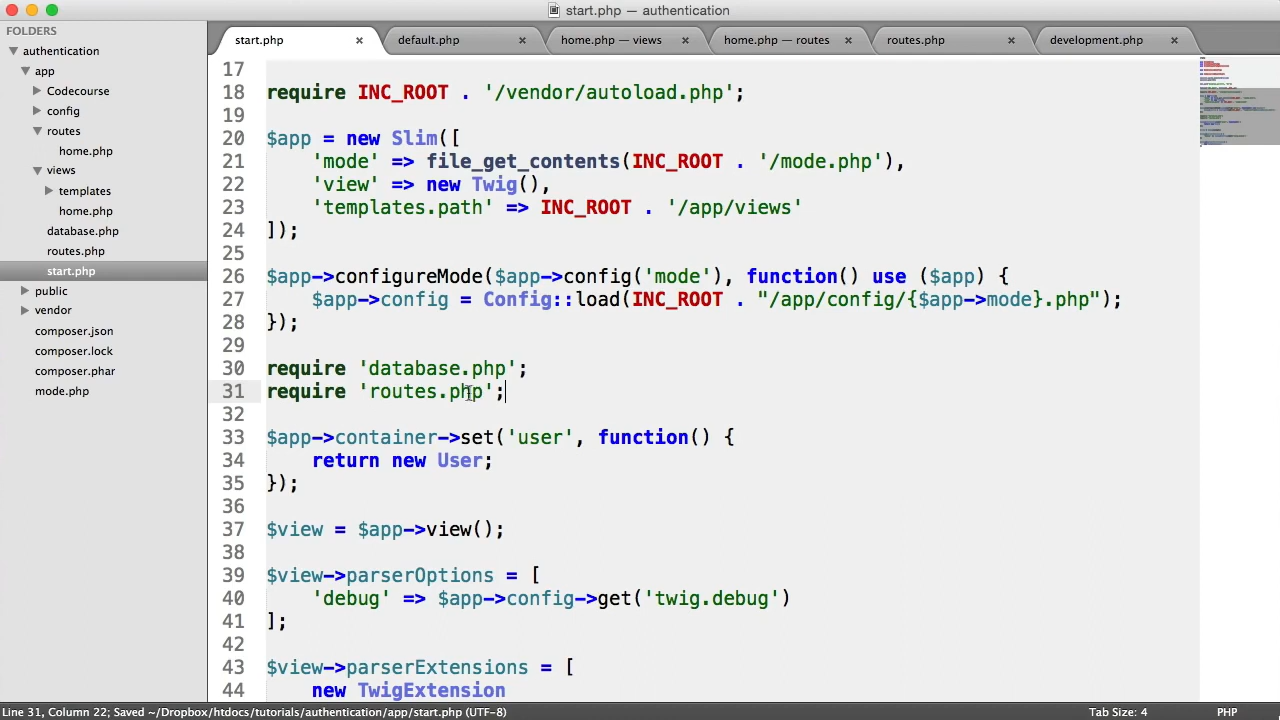 start.php — authentication
FOLDERS
authentication
app
Codecourse
config
routes
home.php
views
templates
home.php
database.php
routes.php
start.php
public
vendor
composer.json
composer.lock
composer.phar
mode.php
start.php × default.php × home.php — views × home.php — routes × routes.php × development.php ×
17
18 require INC_ROOT . '/vendor/autoload.php';
19
20 $app = new Slim([
21 'mode' => file_get_contents(INC_ROOT . '/mode.php'),
22 'view' => new Twig(),
23 'templates.path' => INC_ROOT . '/app/views'
24 ]);
25
26 $app->configureMode($app->config('mode'), function() use ($app) {
27 $app->config = Config::load(INC_ROOT . "/app/config/{$app->mode}.php");
28 });
29
30 require 'database.php';
31 require 'routes.php';
32
33 $app->container->set('user', function() {
34 return new User;
35 });
36
37 $view = $app->view();
38
39 $view->parserOptions = [
40 'debug' => $app->config->get('twig.debug')
41 ];
42
43 $view->parserExtensions = [
44 new TwigExtension
Line 31, Column 22; Saved ~/Dropbox/htdocs/tutorials/authentication/app/start.php (UTF-8) Tab Size: 4 PHP